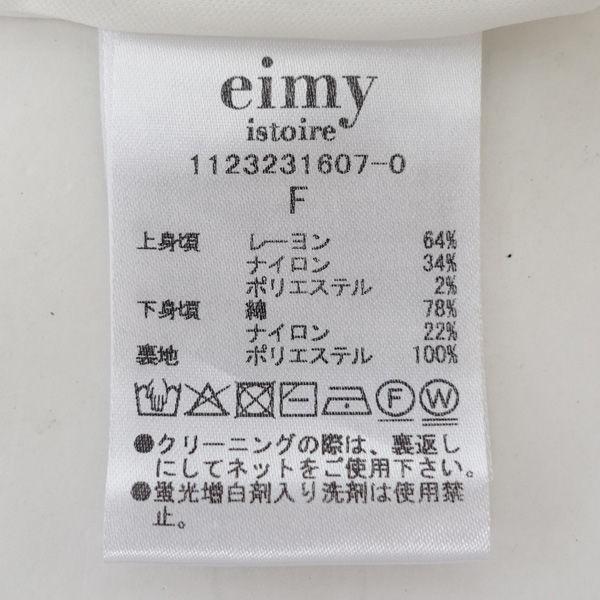 eimy
istoire®
1123231607-0
F
上身頃 レーヨン 64%
ナイロン 34%
ポリエステル 2%
下身頃 綿 78%
ナイロン 22%
裏地 ポリエステル 100%
F W
●クリーニングの際は、裏返し
にしてネットをご使用下さい。
●蛍光増白剤入り洗剤は使用禁
止。